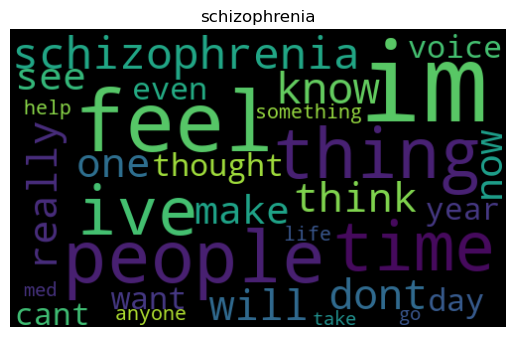 schizophrenia
schizophrenia im voice
see feel know
help even something
really one thought thing now
ive make think year
people life time
med want will dont day
cant anyone take go